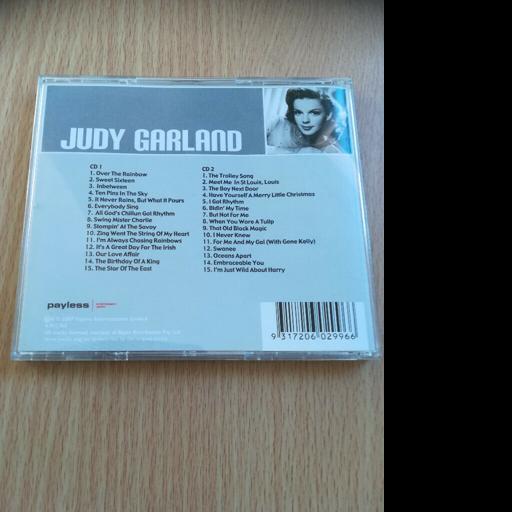 JUDY GARLAND
CD 1
1. Over The Rainbow
2. Sweet Sixteen
3. Inbetween
4. Ten Pins In The Sky
5. It Never Rains, But What It Pours
6. Everybody Sing
7. All God's Chillun Got Rhythm
8. Swing Mister Charlie
9. Stompin' At The Savoy
10. Zing Went The String Of My Heart
11. I'm Always Chasing Rainbows
12. It's A Great Day For The Irish
13. Our Love Affair
14. The Birthday Of A King
15. The Star Of The East
CD 2
1. The Trolley Song
2. Meet Me In St Louis, Louis
3. The Boy Next Door
4. Have Yourself A Merry Little Christmas
5. I Got Rhythm
6. Bidin' My Time
7. But Not For Me
8. When You Wore A Tulip
9. That Old Black Magic
10. I Never Knew
11. For Me And My Gal (With Gene Kelly)
12. Swanee
13. Oceans Apart
14. Embraceable You
15. I'm Just Wild About Harry
payless
9 317206 029966